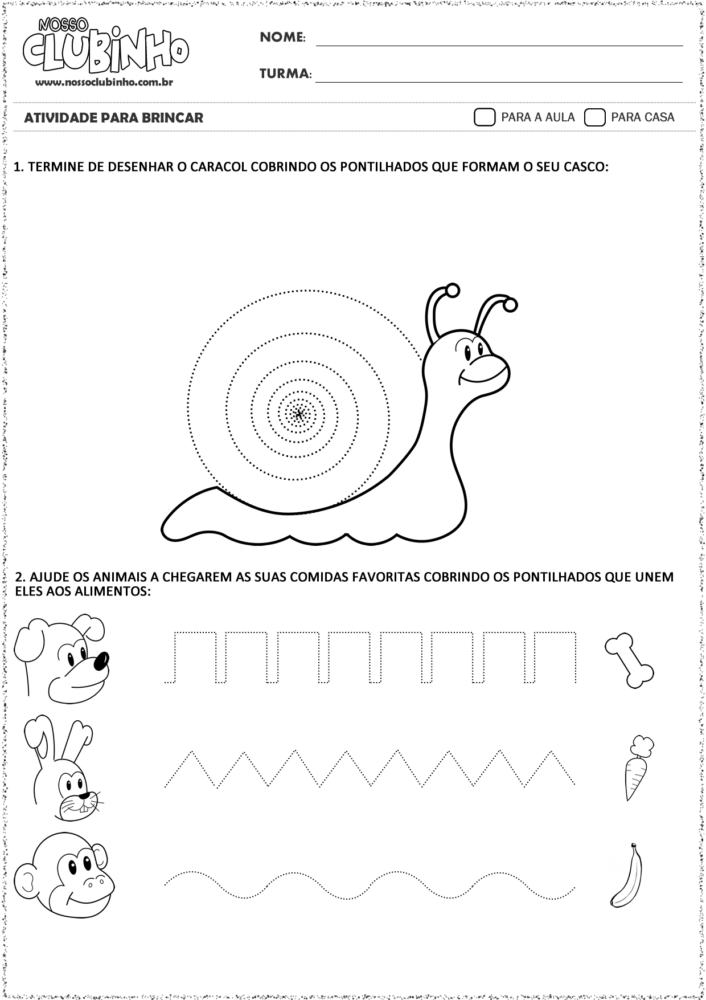 NOSSO
CLUBiNHO
www.nossoclubinho.com.br
NOME:
TURMA:
ATIVIDADE PARA BRINCAR
PARA A AULA
PARA CASA
1. TERMINE DE DESENHAR O CARACOL COBRINDO OS PONTILHADOS QUE FORMAM O SEU CASCO:
2. AJUDE OS ANIMAIS A CHEGAREM AS SUAS COMIDAS FAVORITAS COBRINDO OS PONTILHADOS QUE UNEM
ELES AOS ALIMENTOS: